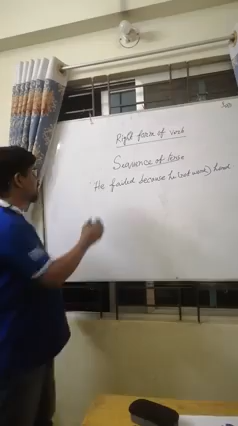 Right form of verb
Sequence of tense
He failed because he (not work) hard